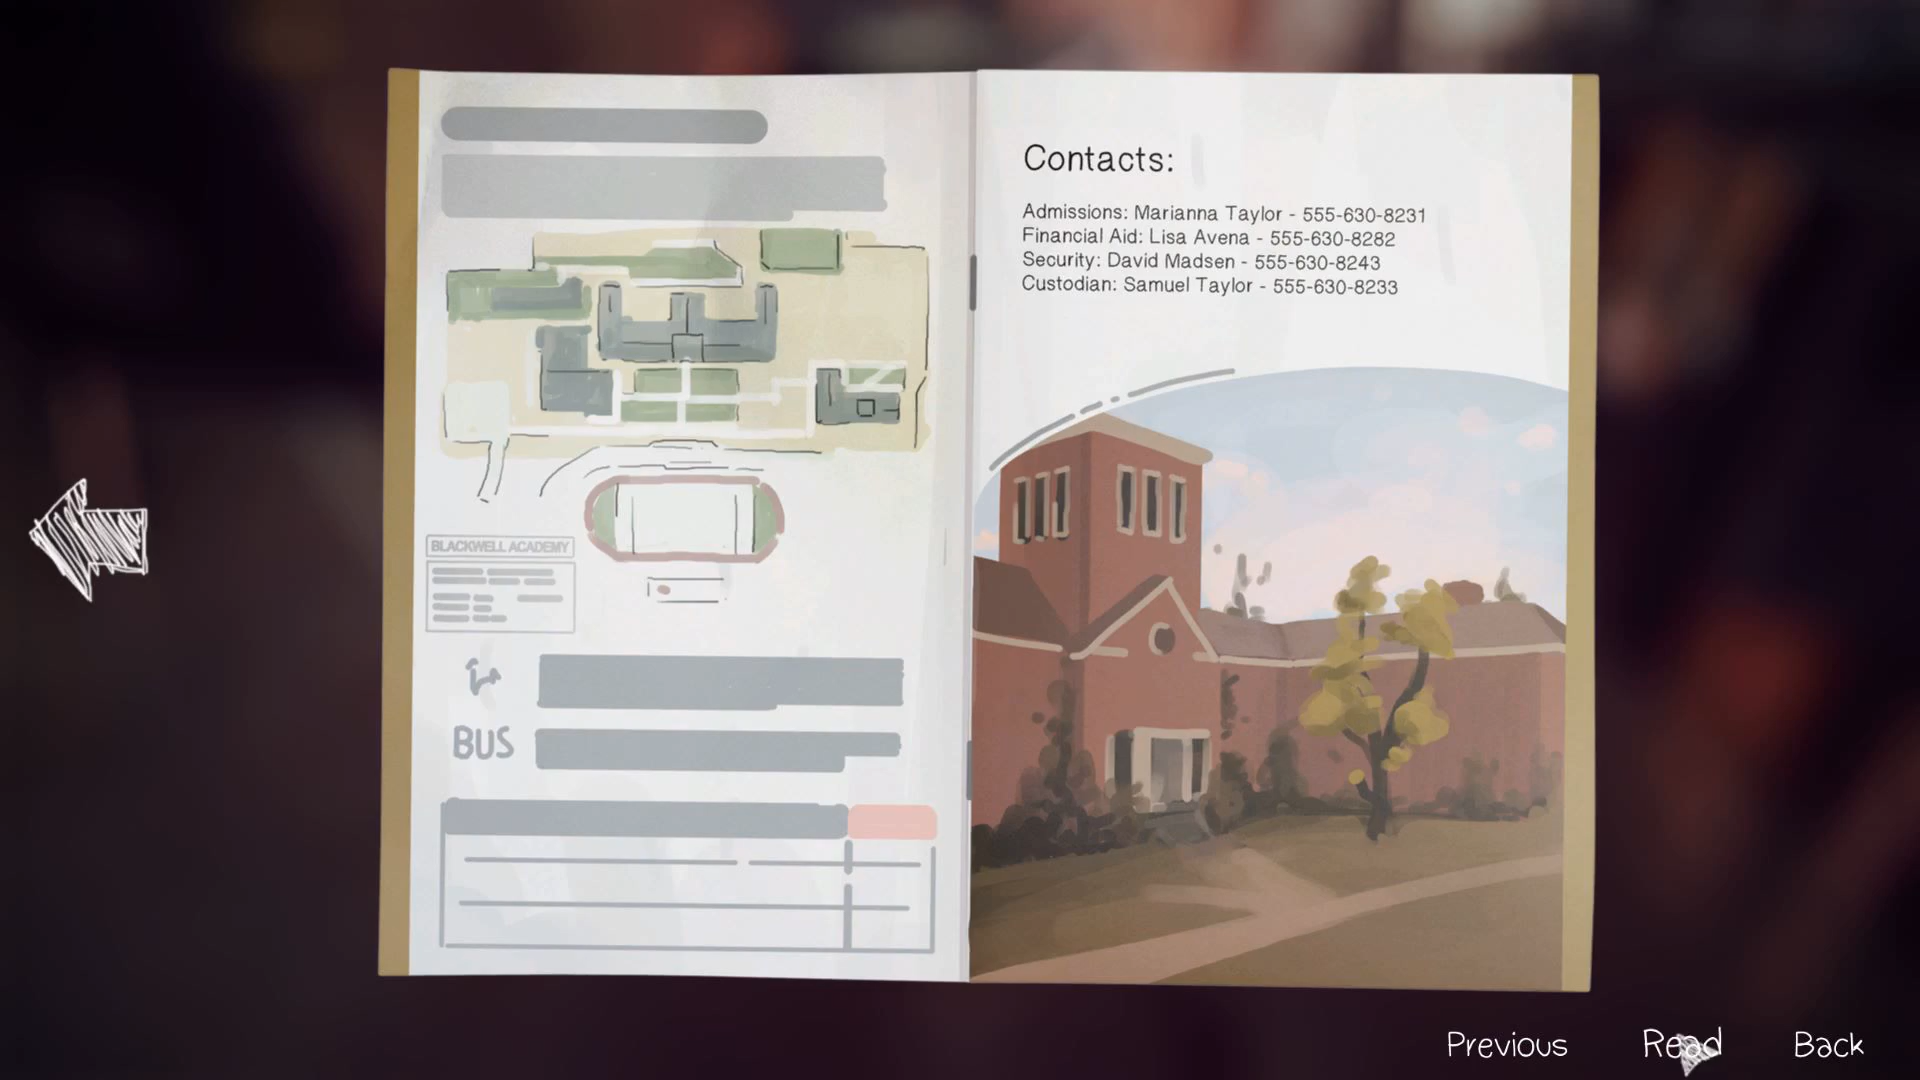 BLACKWELL ACADEMY
BUS
Contacts:
Admissions: Marianna Taylor - 555-630-8231
Financial Aid: Lisa Avena - 555-630-8282
Security: David Madsen - 555-630-8243
Custodian: Samuel Taylor - 555-630-8233
Previous
Read
Back